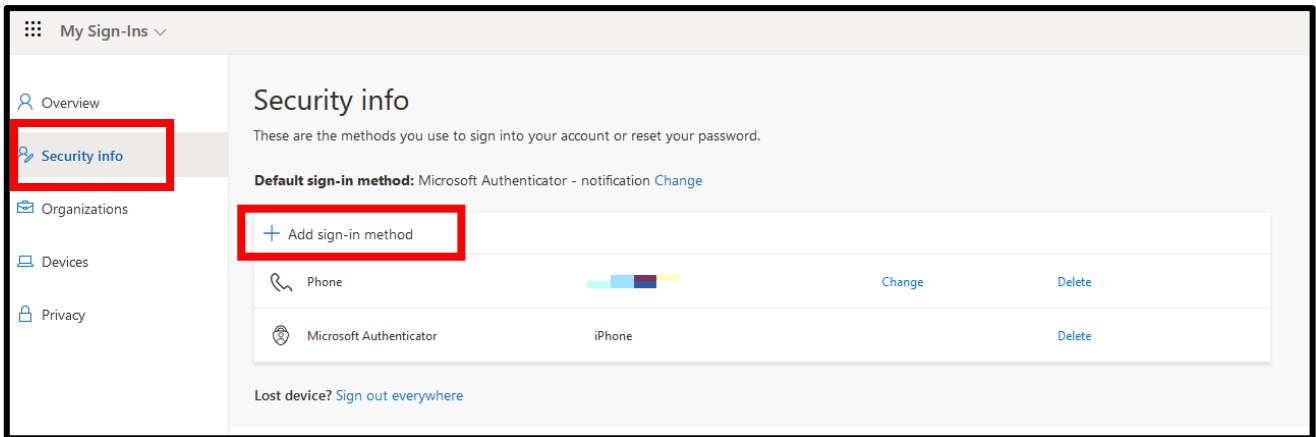 My Sign-Ins
Overview
Security info
Organizations
Devices
Privacy
Security info
These are the methods you use to sign into your account or reset your password.
Default sign-in method: Microsoft Authenticator - notification Change
Add sign-in method
Phone Change Delete
Microsoft Authenticator iPhone Delete
Lost device? Sign out everywhere